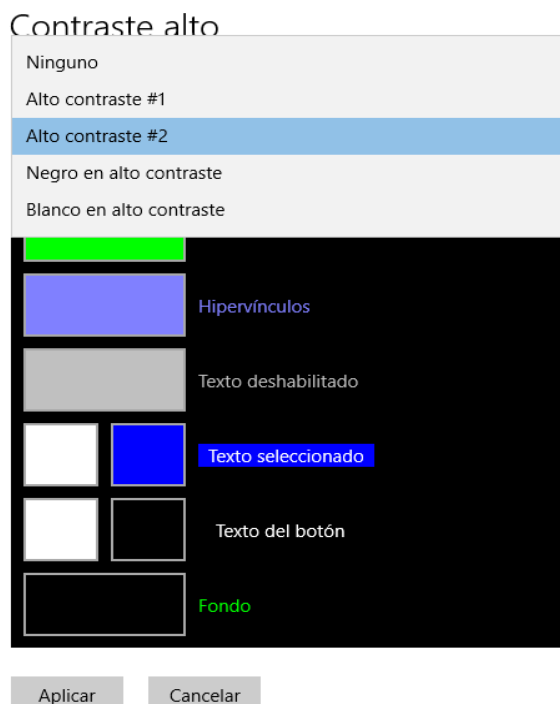 Contraste alto
Ninguno
Alto contraste #1
Alto contraste #2
Negro en alto contraste
Blanco en alto contraste
Hipervínculos
Texto deshabilitado
Texto seleccionado
Texto del botón
Fondo
Aplicar
Cancelar